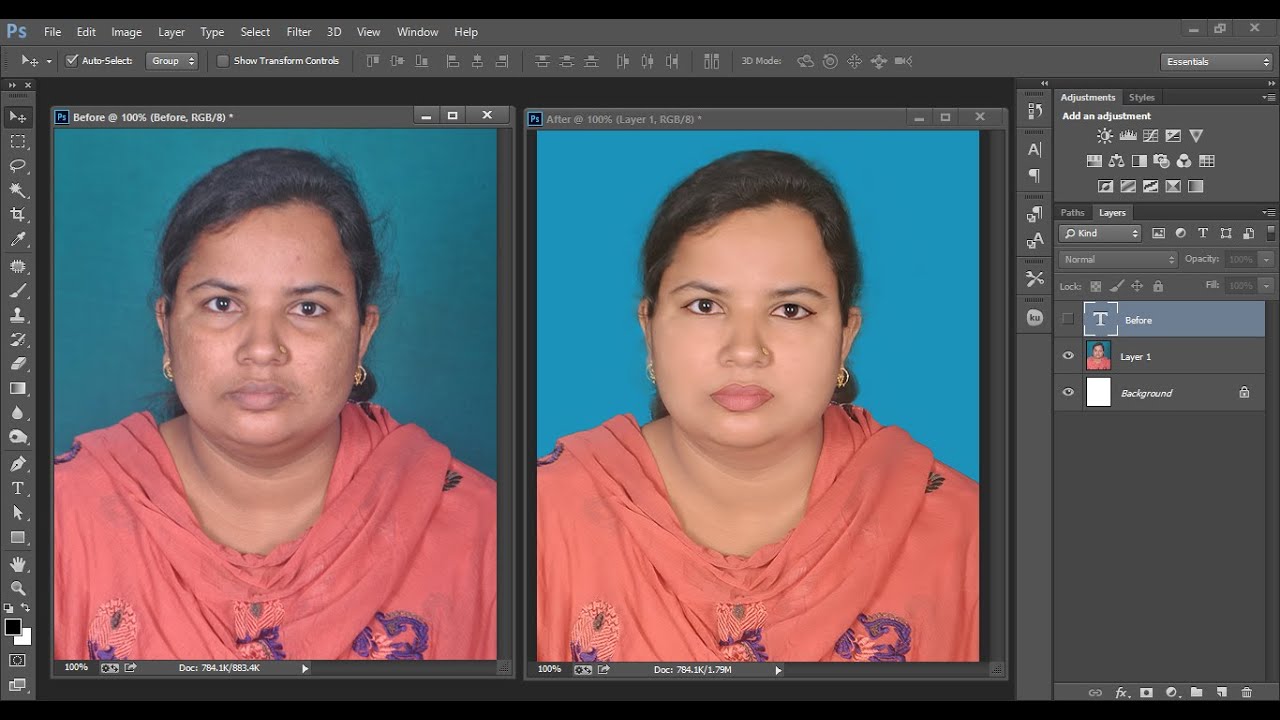 Ps File Edit Image Layer Type Select Filter 3D View Window Help
Auto-Select: Group Show Transform Controls 3D Mode: Essentials
Before @ 100% (Before, RGB/8) *
After @ 100% (Layer 1, RGB/8) *
Adjustments Styles
Add an adjustment
Paths Layers
Kind
Normal Opacity: 100%
Lock: Fill: 100%
T Before
Layer 1
Background
ku
100% Doc: 784.1K/883.4K
100% Doc: 784.1K/1.79M
fx